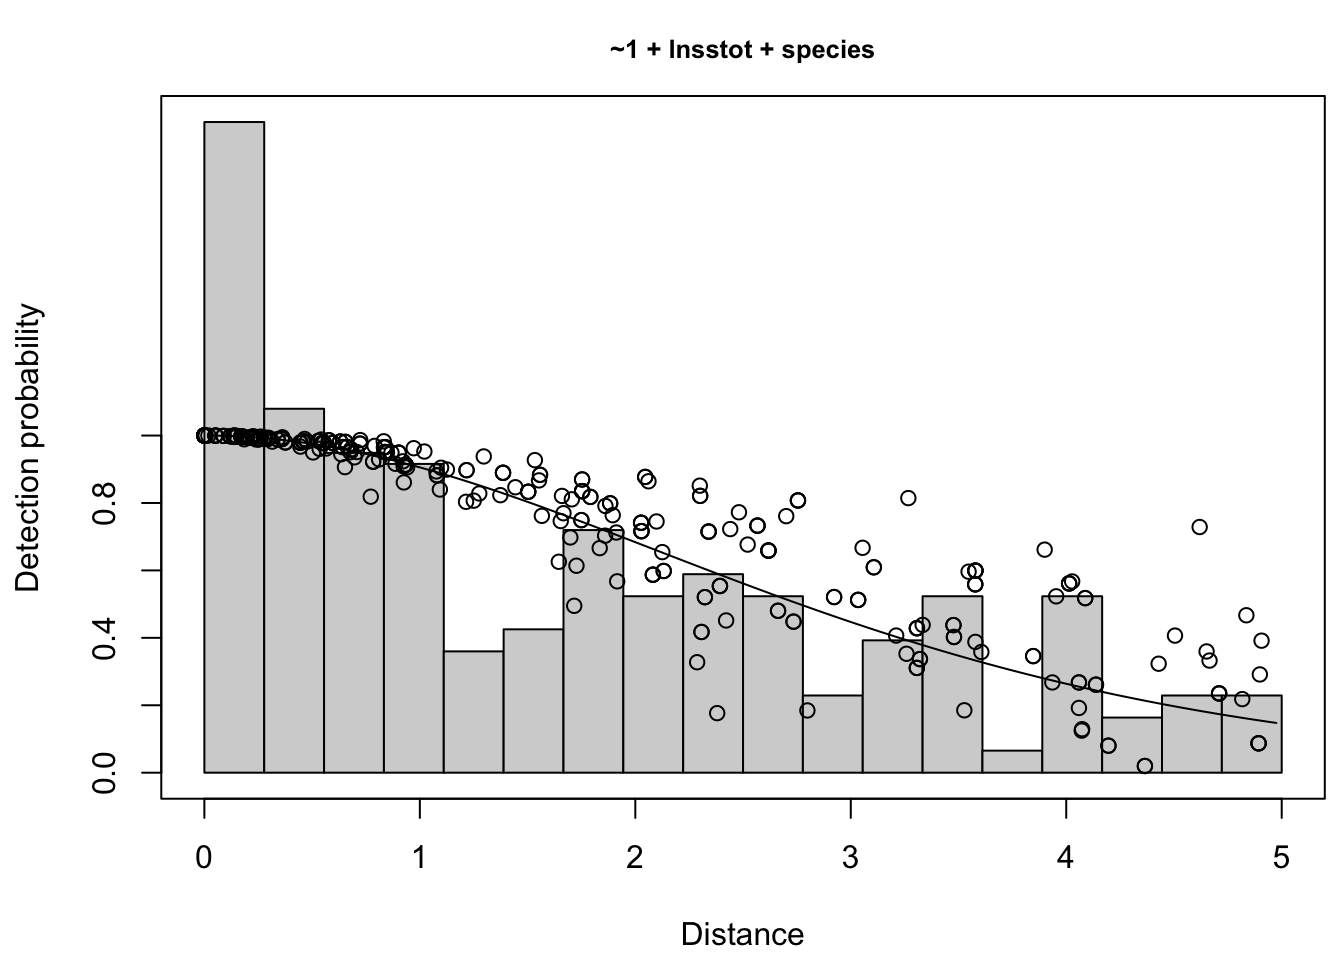 ~1 + lnsstot + species
Detection probability
0.8
0.4
0.0
0 1 2 3 4 5
Distance